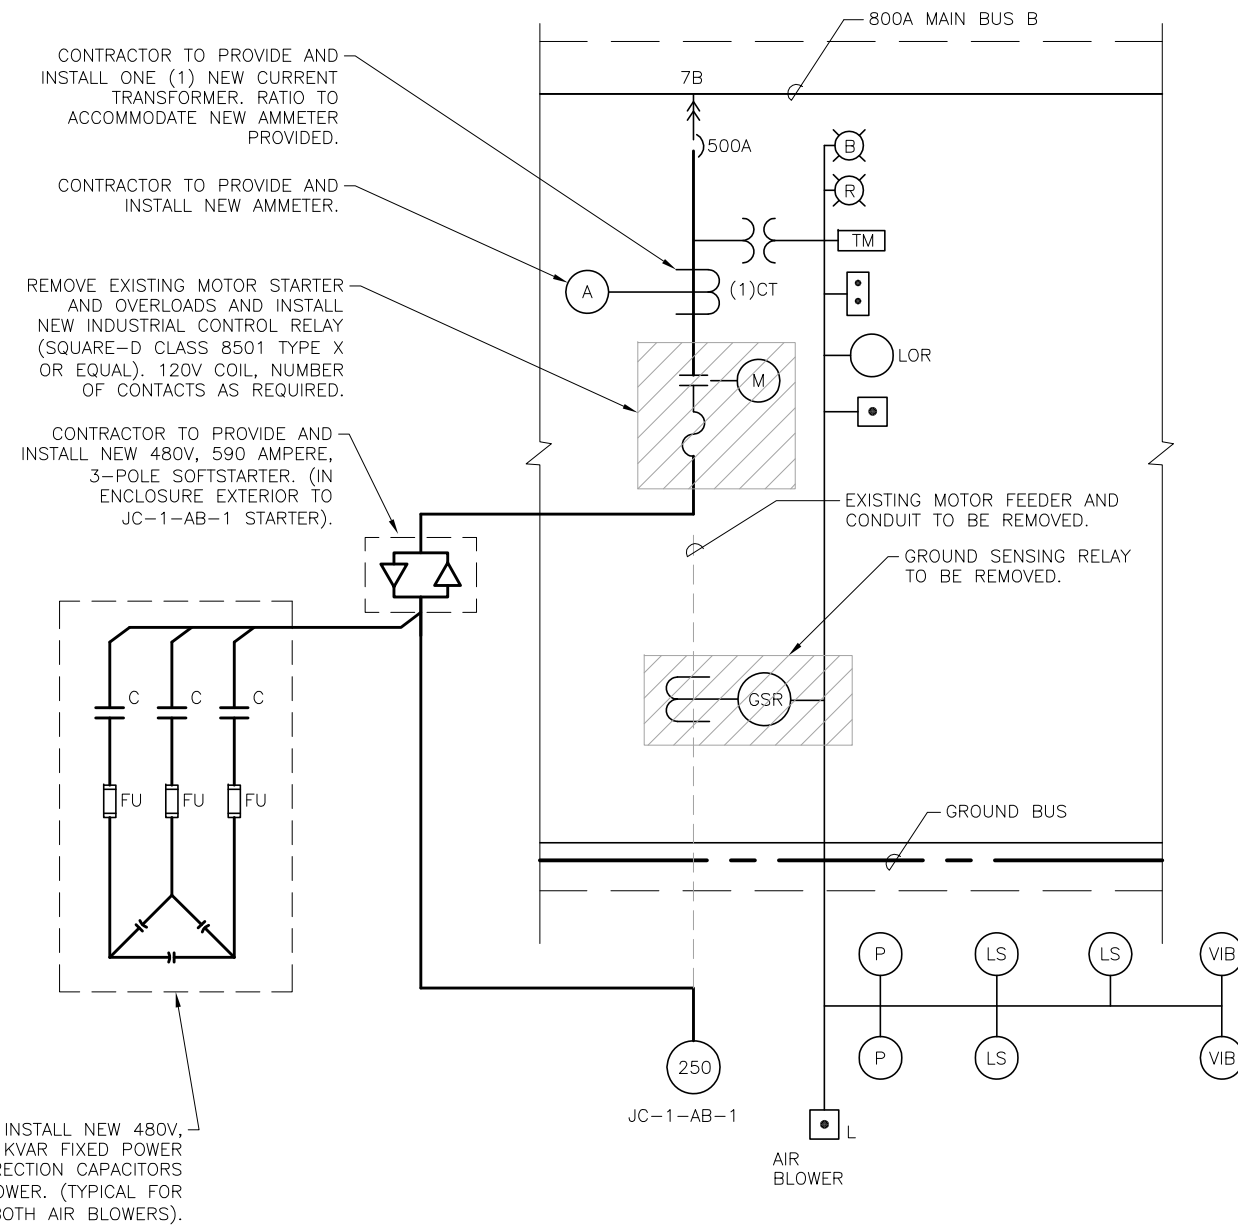 800A MAIN BUS B
CONTRACTOR TO PROVIDE AND
INSTALL ONE (1) NEW CURRENT
TRANSFORMER. RATIO TO
ACCOMMODATE NEW AMMETER
PROVIDED.
7B
500A
B
R
CONTRACTOR TO PROVIDE AND
INSTALL NEW AMMETER.
TM
A
(1)CT
REMOVE EXISTING MOTOR STARTER
AND OVERLOADS AND INSTALL
NEW INDUSTRIAL CONTROL RELAY
(SQUARE-D CLASS 8501 TYPE X
OR EQUAL). 120V COIL, NUMBER
OF CONTACTS AS REQUIRED.
LOR
M
CONTRACTOR TO PROVIDE AND
INSTALL NEW 480V, 590 AMPERE,
3-POLE SOFTSTARTER. (IN
ENCLOSURE EXTERIOR TO
JC-1-AB-1 STARTER).
EXISTING MOTOR FEEDER AND
CONDUIT TO BE REMOVED.
GROUND SENSING RELAY
TO BE REMOVED.
C C C
GSR
FU FU FU
GROUND BUS
P LS LS VIB
P LS VIB
250
JC-1-AB-1
L
AIR
BLOWER
INSTALL NEW 480V,
KVAR FIXED POWER
CAPACITORS
(TYPICAL FOR
BOTH AIR BLOWERS).